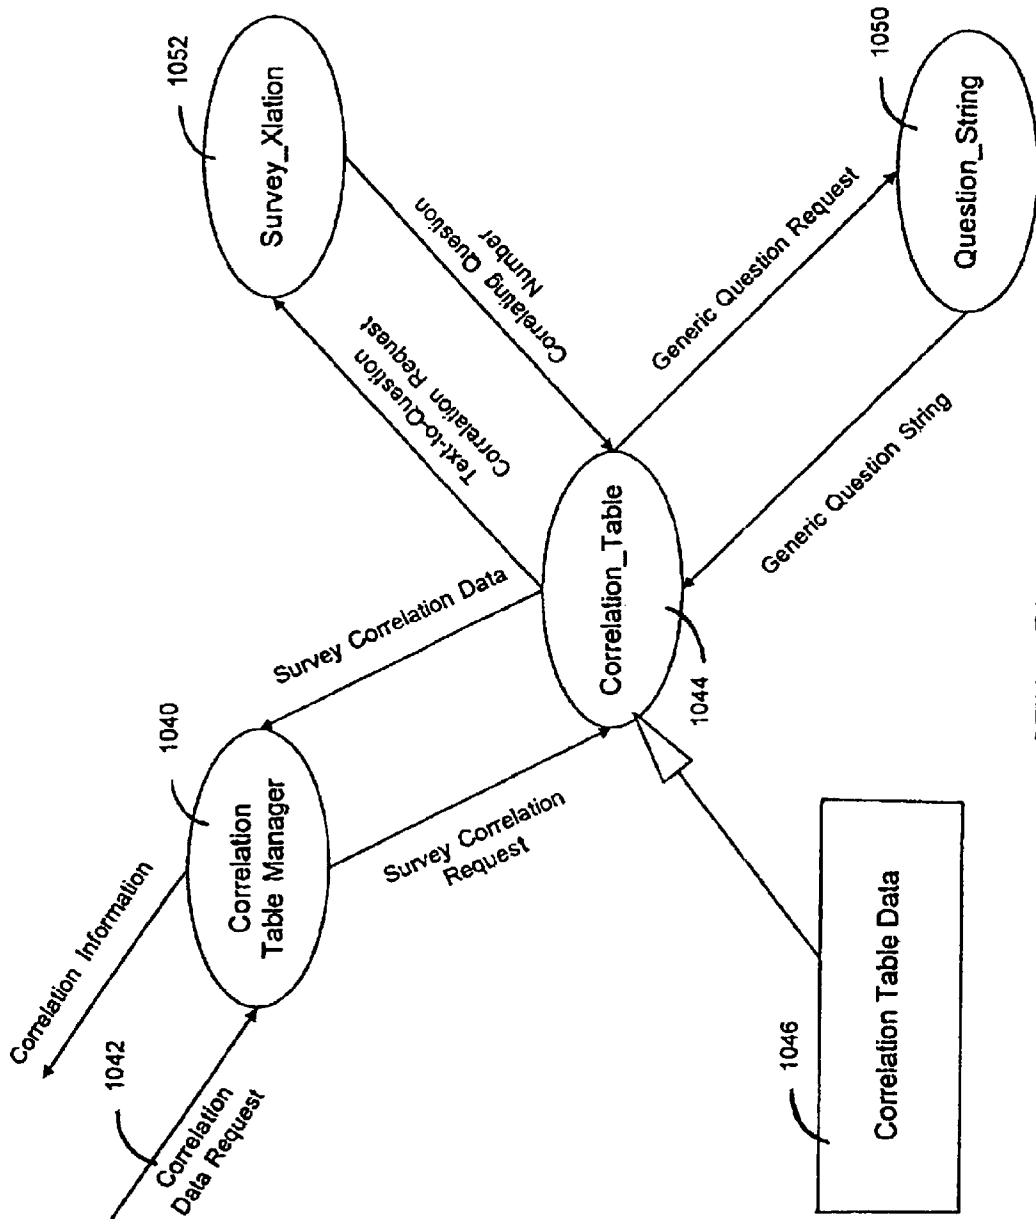 Correlation Information
1042
Correlation
Data Request
1040
Correlation
Table Manager
Survey Correlation Data
Survey Correlation
Request
1052
Survey_Xlation
Text-to-Question
Correlation Request
Correlating Question
Number
Correlation_Table
1044
1046
Correlation Table Data
Generic Question Request
Generic Question String
1050
Question_String